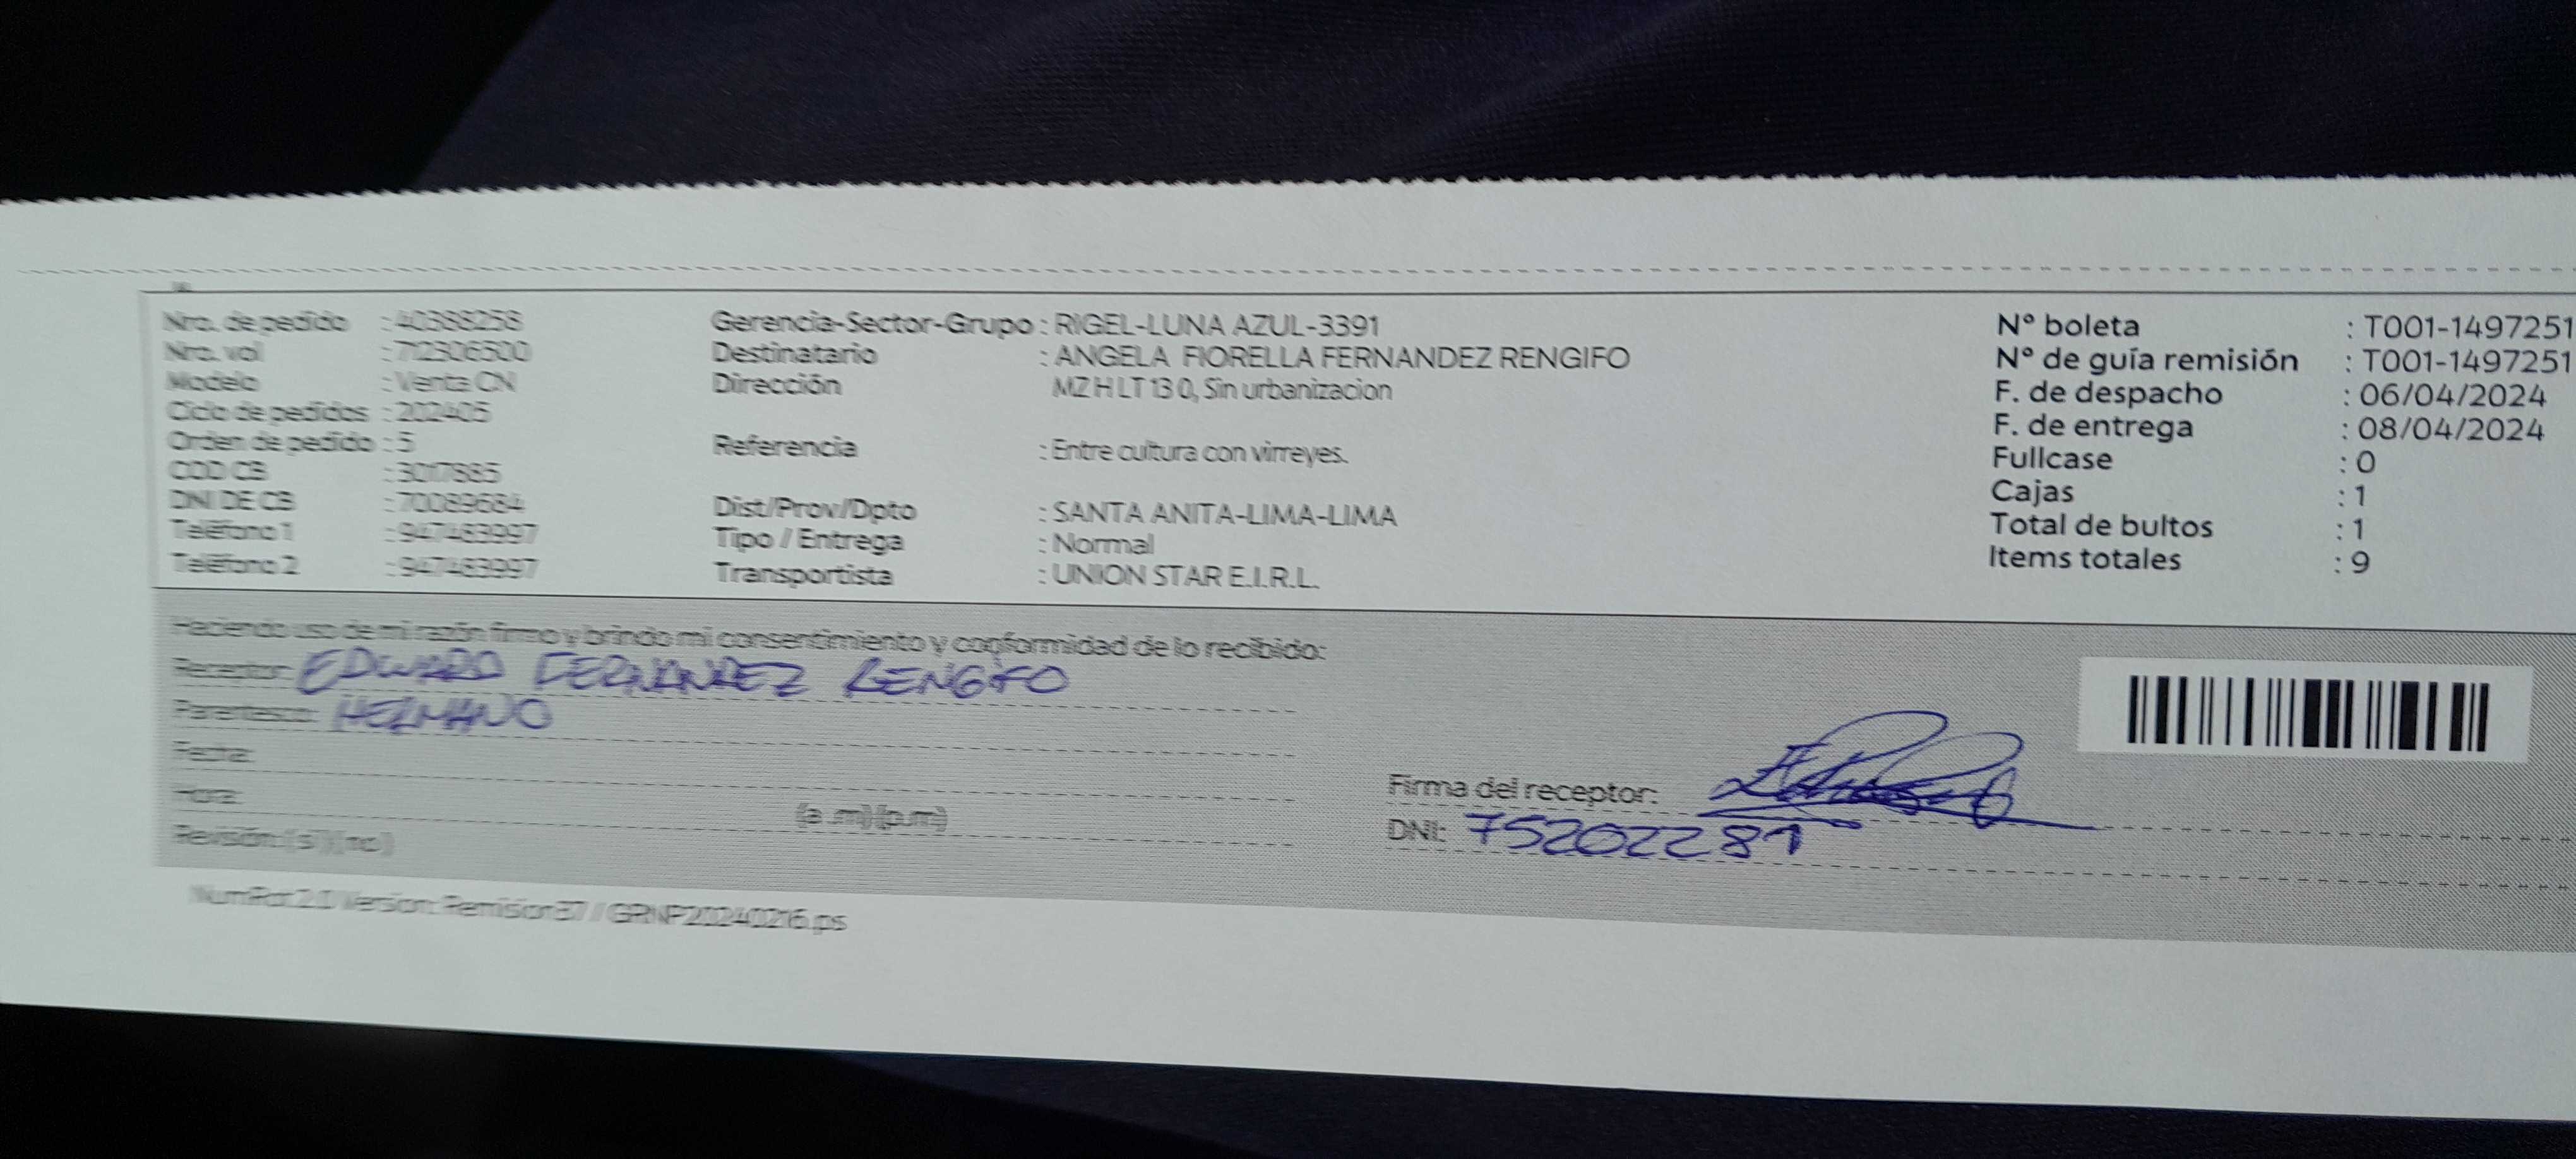 Nro. de pedido : 40388258
Nro. vol : 712306500
Modelo : Venta CN
Ciclo de pedidos : 202405
Orden de pedido : 5
COD CB : 3017885
DNI DE CB : 70089684
Teléfono 1 : 947483997
Teléfono 2 : 947483997
Gerencia-Sector-Grupo : RIGEL-LUNA AZUL-3391
Destinatario : ANGELA FIORELLA FERNANDEZ RENGIFO
Dirección MZ H LT 13 0, Sin urbanizacion
Referencia : Entre cultura con virreyes.
Dist/Prov/Dpto : SANTA ANITA-LIMA-LIMA
Tipo / Entrega : Normal
Transportista : UNION STAR E.I.R.L.
N° boleta : T001-1497251
N° de guía remisión : T001-1497251
F. de despacho : 06/04/2024
F. de entrega : 08/04/2024
Fullcase : 0
Cajas : 1
Total de bultos : 1
Items totales : 9
Haciendo uso de mi razón firmo y brindo mi consentimiento y conformidad de lo recibido:
Receptor: EDWARD FERNANDEZ RENGIFO
Parentesco: HERMANO
Fecha:
Hora: (a .m) (p.m)
Revisión: ( sí ) ( no )
Firma del receptor:
DNI: 75202281
Version: Remision37 / GRNP20240216.ps